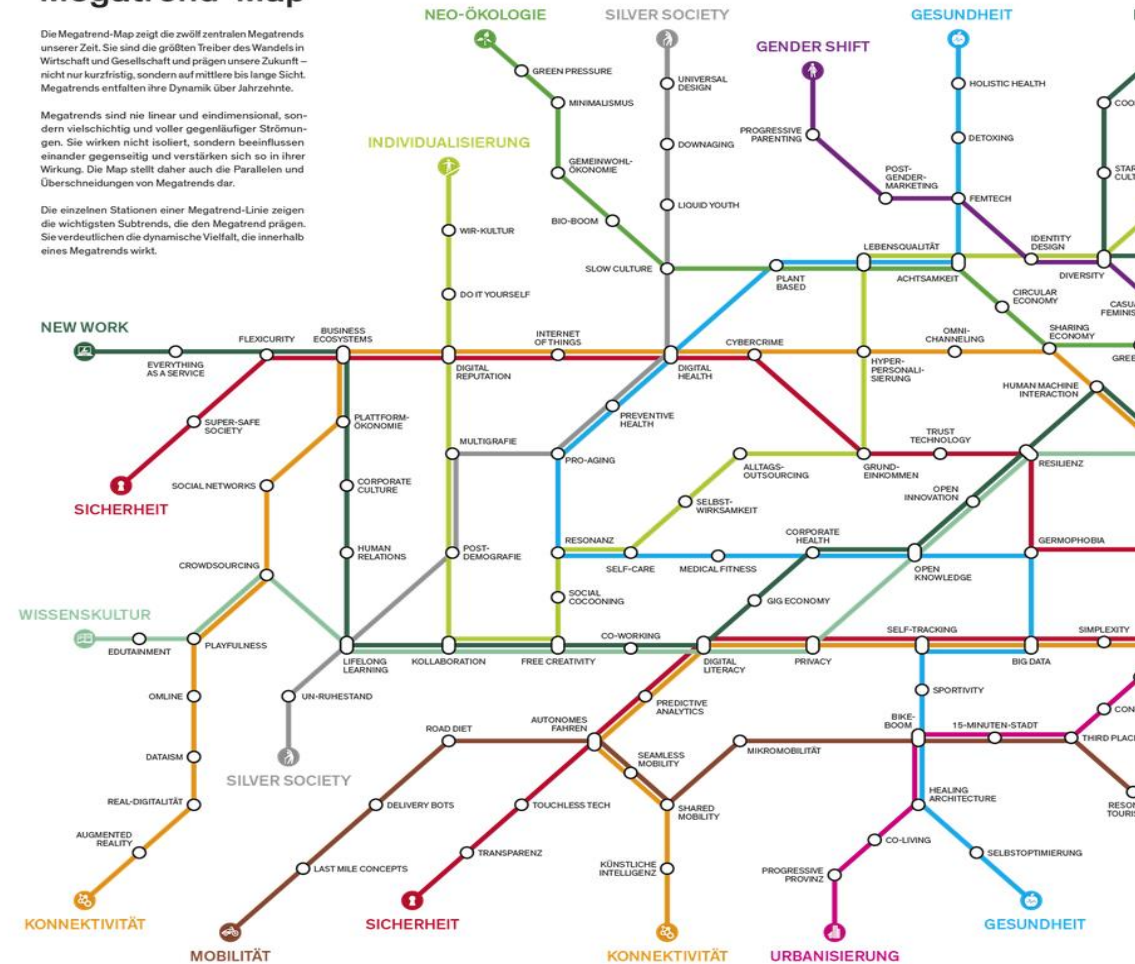 Megatrend-Map
Die Megatrend-Map zeigt die zwölf zentralen Megatrends
unserer Zeit. Sie sind die größten Treiber des Wandels in
Wirtschaft und Gesellschaft und prägen unsere Zukunft –
nicht nur kurzfristig, sondern auf mittlere bis lange Sicht.
Megatrends entfalten ihre Dynamik über Jahrzehnte.
Megatrends sind nie linear und eindimensional, son-
dern vielschichtig und voller gegenläufiger Strömun-
gen. Sie wirken nicht isoliert, sondern beeinflussen
einander gegenseitig und verstärken sich so in ihrer
Wirkung. Die Map stellt daher auch die Parallelen und
Überschneidungen von Megatrends dar.
Die einzelnen Stationen einer Megatrend-Linie zeigen
die wichtigsten Subtrends, die den Megatrend prägen.
Sie verdeutlichen die dynamische Vielfalt, die innerhalb
eines Megatrends wirkt.
NEO-ÖKOLOGIE
SILVER SOCIETY
GESUNDHEIT
GENDER SHIFT
GREEN PRESSURE
UNIVERSAL
DESIGN
HOLISTIC HEALTH
MINIMALISMUS
COO
INDIVIDUALISIERUNG
PROGRESSIVE
PARENTING
DETOXING
DOWNAGING
GEMEINWOHL-
ÖKONOMIE
POST-
GENDER-
MARKETING
STAR
CULT
FEMTECH
LIQUID YOUTH
BIO-BOOM
WIR-KULTUR
IDENTITY
DESIGN
LEBENSQUALITÄT
SLOW CULTURE
PLANT
BASED
ACHTSAMKEIT
DIVERSITY
DO IT YOURSELF
CIRCULAR
ECONOMY
CASU
FEMINIS
NEW WORK
FLEXICURITY
BUSINESS
ECOSYSTEMS
INTERNET
OF THINGS
CYBERCRIME
OMNI-
CHANNELING
SHARING
ECONOMY
GREE
EVERYTHING
AS A SERVICE
DIGITAL
REPUTATION
DIGITAL
HEALTH
HYPER-
PERSONALI-
SIERUNG
HUMAN MACHINE
INTERACTION
SUPER-SAFE
SOCIETY
PLATTFORM-
ÖKONOMIE
PREVENTIVE
HEALTH
TRUST
TECHNOLOGY
MULTIGRAFIE
PRO-AGING
ALLTAGS-
OUTSOURCING
GRUND-
EINKOMMEN
RESILIENZ
SICHERHEIT
SOCIAL NETWORKS
CORPORATE
CULTURE
SELBST-
WIRKSAMKEIT
OPEN
INNOVATION
HUMAN
RELATIONS
POST-
DEMOGRAFIE
RESONANZ
CORPORATE
HEALTH
GERMOPHOBIA
CROWDSOURCING
SELF-CARE
MEDICAL FITNESS
OPEN
KNOWLEDGE
SOCIAL
COCOONING
GIG ECONOMY
WISSENSKULTUR
EDUTAINMENT
PLAYFULNESS
CO-WORKING
SELF-TRACKING
SIMPLEXITY
LIFELONG
LEARNING
KOLLABORATION
FREE CREATIVITY
DIGITAL
LITERACY
PRIVACY
BIG DATA
OMLINE
UN-RUHESTAND
PREDICTIVE
ANALYTICS
SPORTIVITY
CON
ROAD DIET
AUTONOMES
FAHREN
BIKE-
BOOM
15-MINUTEN-STADT
THIRD PLACE
DATAISM
SEAMLESS
MOBILITY
MIKROMOBILITÄT
SILVER SOCIETY
REAL-DIGITALITÄT
DELIVERY BOTS
TOUCHLESS TECH
SHARED
MOBILITY
HEALING
ARCHITECTURE
RESO
TOURI
AUGMENTED
REALITY
CO-LIVING
LAST MILE CONCEPTS
TRANSPARENZ
KÜNSTLICHE
INTELLIGENZ
PROGRESSIVE
PROVINZ
SELBSTOPTIMIERUNG
KONNEKTIVITÄT
SICHERHEIT
GESUNDHEIT
MOBILITÄT
KONNEKTIVITÄT
URBANISIERUNG